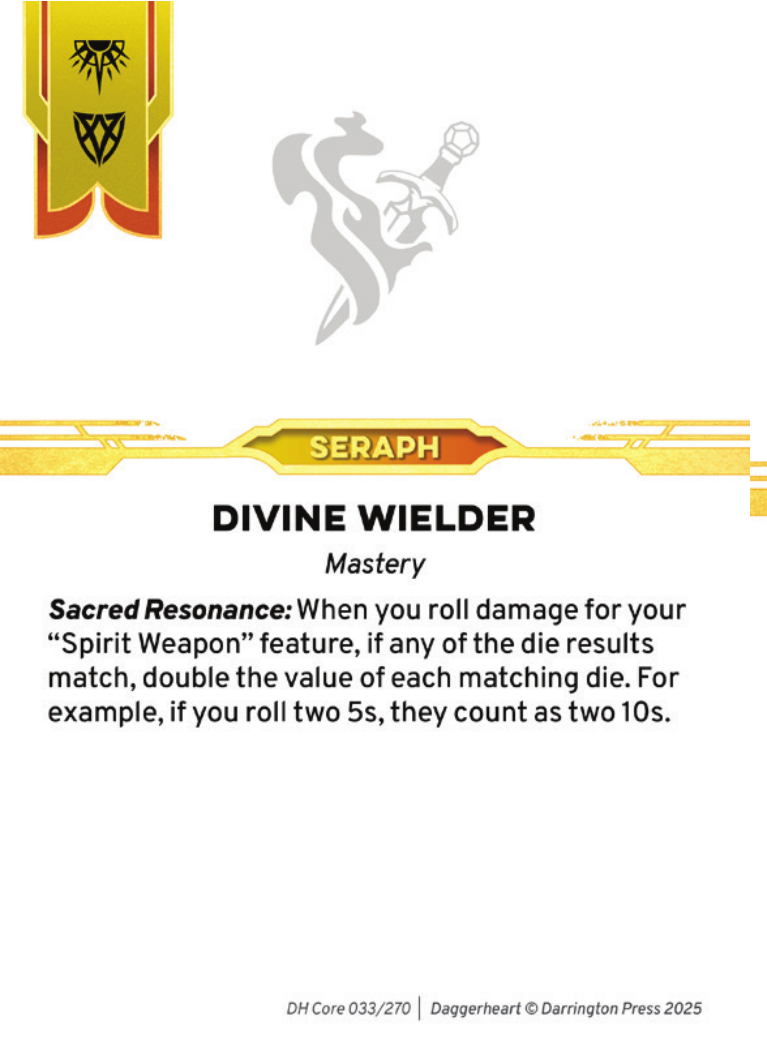 SERAPH
DIVINE WIELDER
Mastery
Sacred Resonance: When you roll damage for your
“Spirit Weapon” feature, if any of the die results
match, double the value of each matching die. For
example, if you roll two 5s, they count as two 10s.
DH Core 033/270 | Daggerheart © Darrington Press 2025